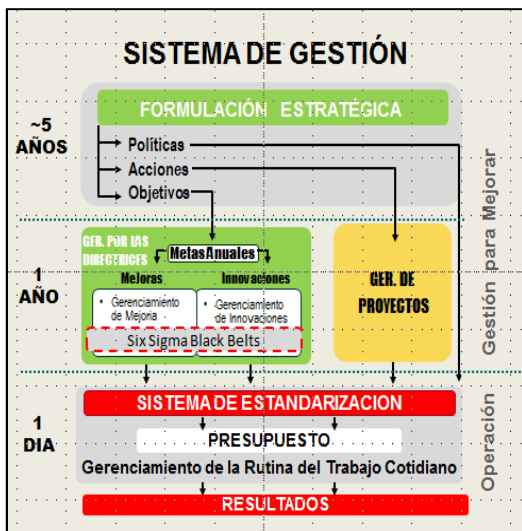 SISTEMA DE GESTIÓN
FORMULACIÓN ESTRATÉGICA
~5
AÑOS
Políticas
Acciones
Objetivos
GER. POR LAS
DIRECTRICES
Metas Anuales
Mejoras
Innovaciones
1
AÑO
• Gerenciamiento
de Mejoria
• Gerenciamiento
de Innovaciones
Six Sigma Black Belts
GER. DE
PROYECTOS
Gestión para Mejorar
SISTEMA DE ESTANDARIZACION
1
DIA
PRESUPUESTO
Gerenciamiento de la Rutina del Trabajo Cotidiano
RESULTADOS
Operación